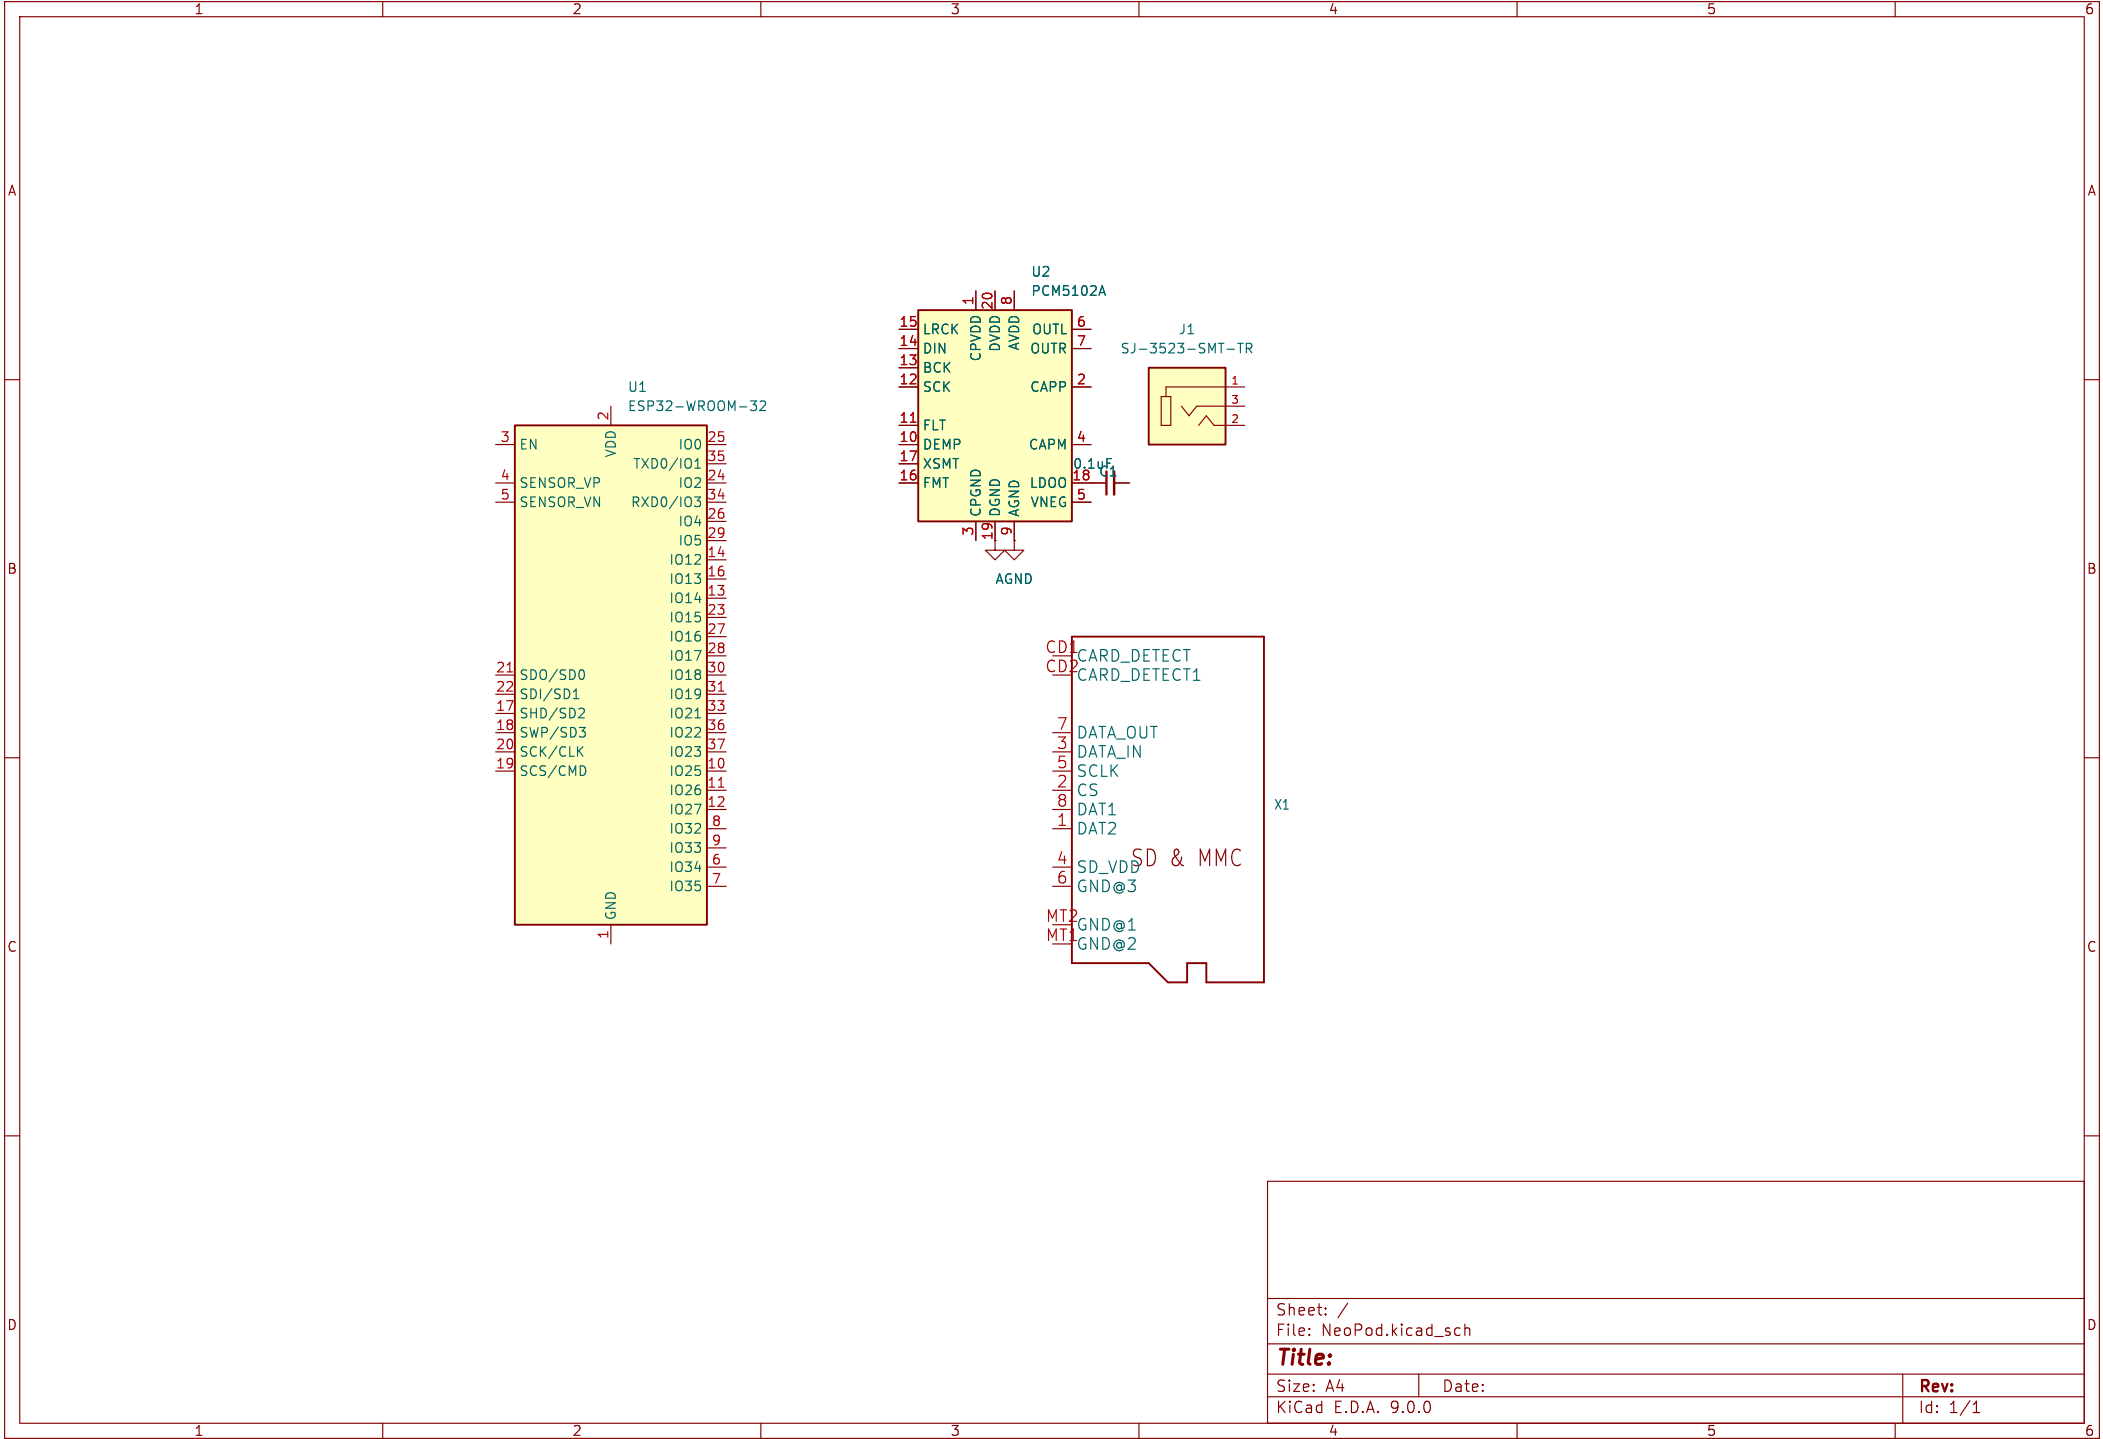 1 2 3 4 5 6
A A
B B
C C
D D
U2
PCM5102A
1 20 8
CPVDD DVDD AVDD
15 LRCK
14 DIN
13 BCK
12 SCK
11 FLT
10 DEMP
17 XSMT
16 FMT
OUTL 6
OUTR 7
CAPP 2
CAPM 4
LDOO 18
VNEG 5
CPGND DGND AGND
3 19 9
AGND
0.1uF
C1
J1
SJ-3523-SMT-TR
1
3
2
U1
ESP32-WROOM-32
2
VDD
3 EN
4 SENSOR_VP
5 SENSOR_VN
21 SDO/SD0
22 SDI/SD1
17 SHD/SD2
18 SWP/SD3
20 SCK/CLK
19 SCS/CMD
IO0 25
TXD0/IO1 35
IO2 24
RXD0/IO3 34
IO4 26
IO5 29
IO12 14
IO13 16
IO14 13
IO15 23
IO16 27
IO17 28
IO18 30
IO19 31
IO21 33
IO22 36
IO23 37
IO25 10
IO26 11
IO27 12
IO32 8
IO33 9
IO34 6
IO35 7
GND
1
CD1 CARD_DETECT
CD2 CARD_DETECT1
7 DATA_OUT
3 DATA_IN
5 SCLK
2 CS
8 DAT1
1 DAT2
4 SD_VDD
6 GND@3
MT2 GND@1
MT1 GND@2
SD & MMC
X1
Sheet: /
File: NeoPod.kicad_sch
Title:
Size: A4 Date: Rev:
KiCad E.D.A. 9.0.0 Id: 1/1
1 2 3 4 5 6